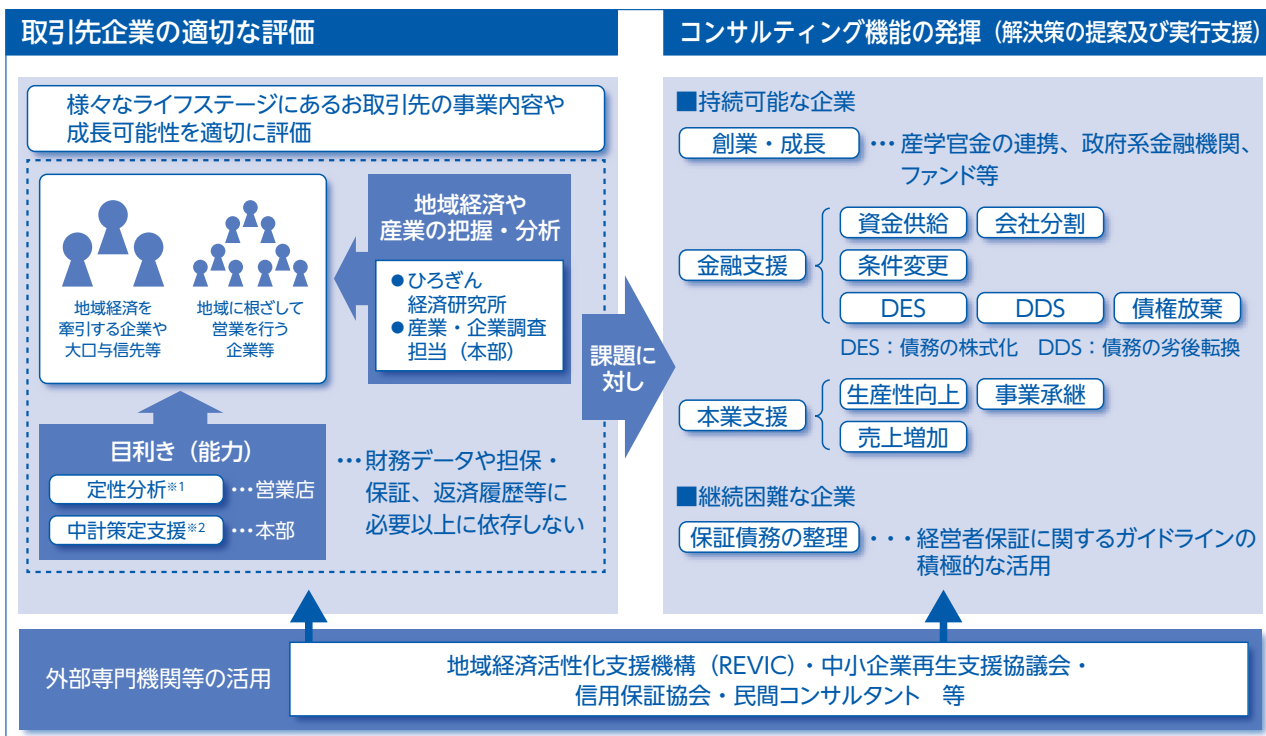 取引先企業の適切な評価
様々なライフステージにあるお取引先の事業内容や
成長可能性を適切に評価
地域経済を
牽引する企業や
大口与信先等
地域に根ざして
営業を行う
企業等
地域経済や
産業の把握・分析
●ひろぎん
経済研究所
●産業・企業調査
担当（本部）
目利き（能力）
定性分析※1 …営業店
中計策定支援※2 …本部
…財務データや担保・
保証、返済履歴等に
必要以上に依存しない
課題に
対し
コンサルティング機能の発揮（解決策の提案及び実行支援）
■持続可能な企業
創業・成長 …産学官金の連携、政府系金融機関、
ファンド等
金融支援
資金供給 会社分割
条件変更
DES DDS 債権放棄
DES：債務の株式化 DDS：債務の劣後転換
本業支援
生産性向上 事業承継
売上増加
■継続困難な企業
保証債務の整理 ・・・経営者保証に関するガイドラインの
積極的な活用
外部専門機関等の活用
地域経済活性化支援機構（REVIC）・中小企業再生支援協議会・
信用保証協会・民間コンサルタント 等